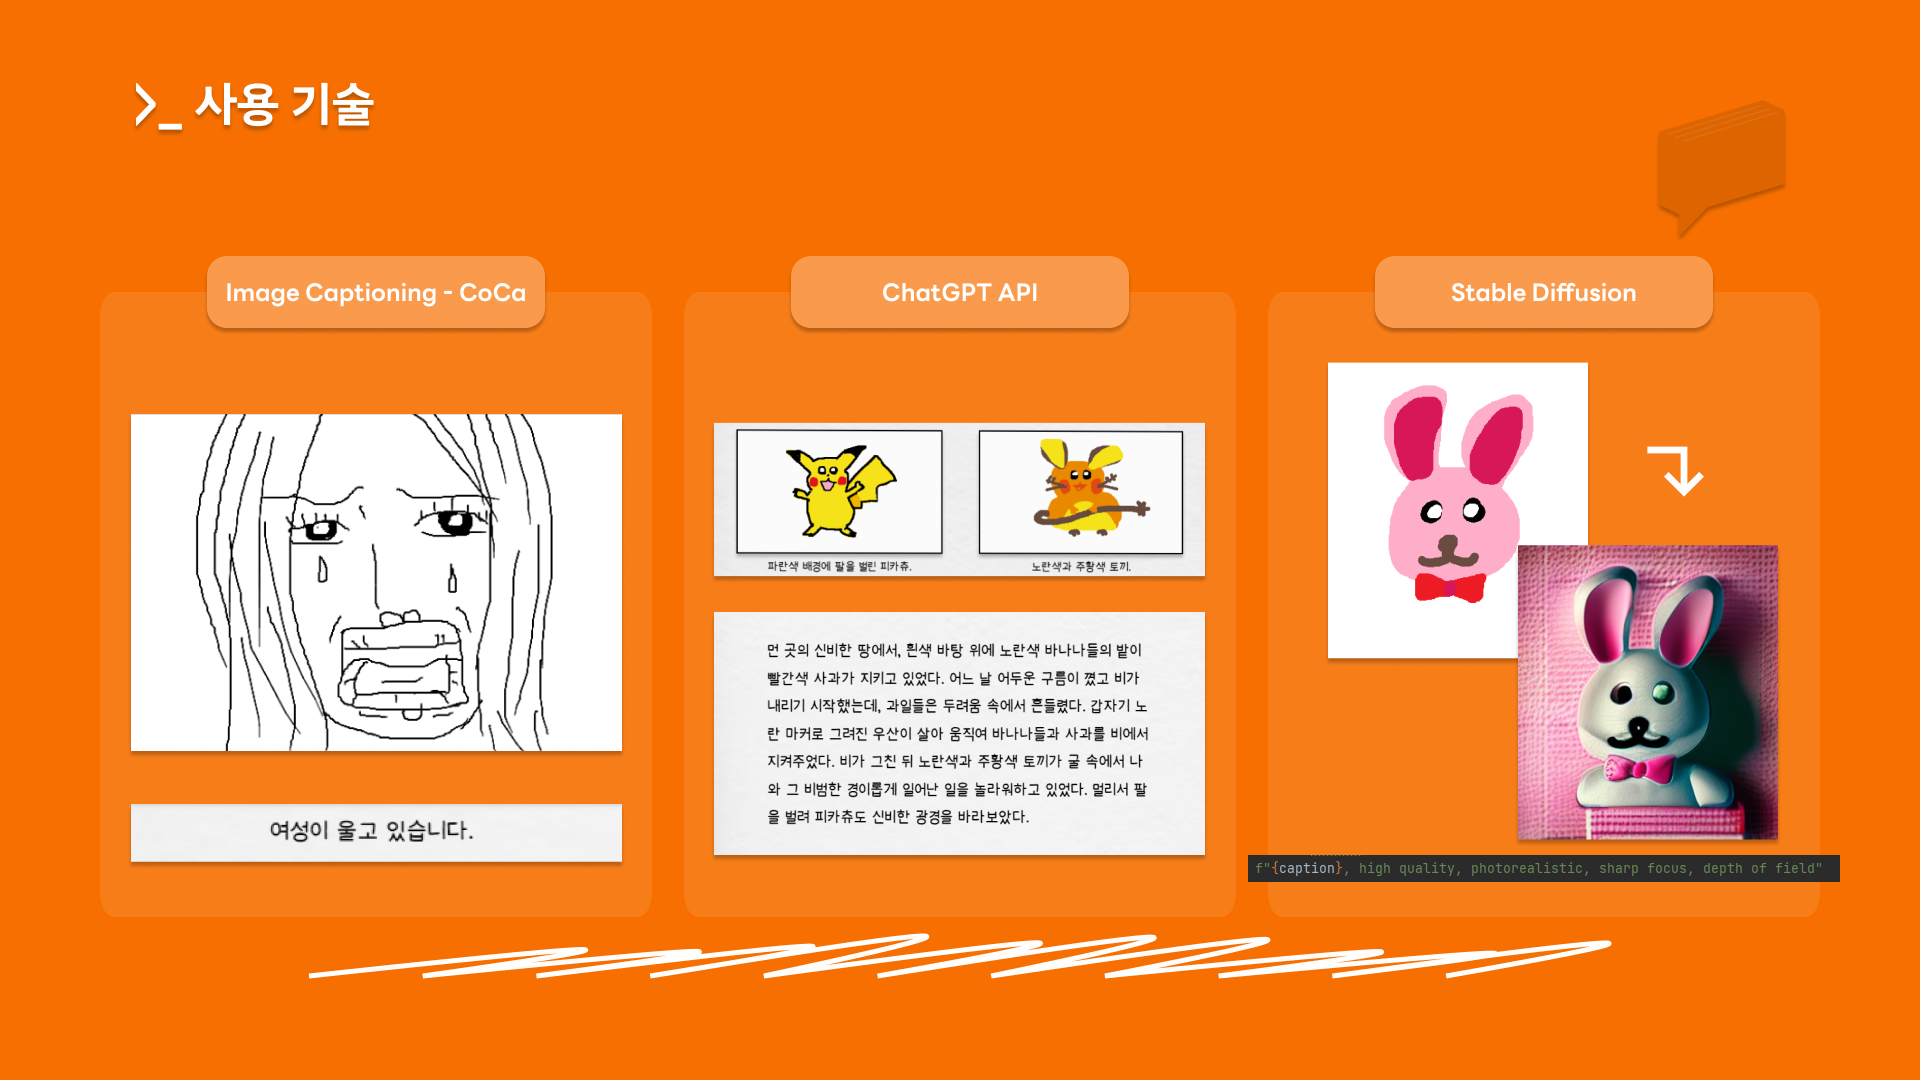 >_ 사용 기술
Image Captioning - CoCa
여성이 울고 있습니다.
ChatGPT API
파란색 배경에 팔을 벌린 피카츄.
노란색과 주황색 토끼.
먼 곳의 신비한 땅에서, 흰색 바탕 위에 노란색 바나나들의 밭이
빨간색 사과가 지키고 있었다. 어느 날 어두운 구름이 꼈고 비가
내리기 시작했는데, 과일들은 두려움 속에서 흔들렸다. 갑자기 노
란 마커로 그려진 우산이 살아 움직여 바나나들과 사과를 비에서
지켜주었다. 비가 그친 뒤 노란색과 주황색 토끼가 굴 속에서 나
와 그 비범한 경이롭게 일어난 일을 놀라워하고 있었다. 멀리서 팔
을 벌려 피카츄도 신비한 광경을 바라보았다.
Stable Diffusion
f"{caption}, high quality, photorealistic, sharp focus, depth of field"